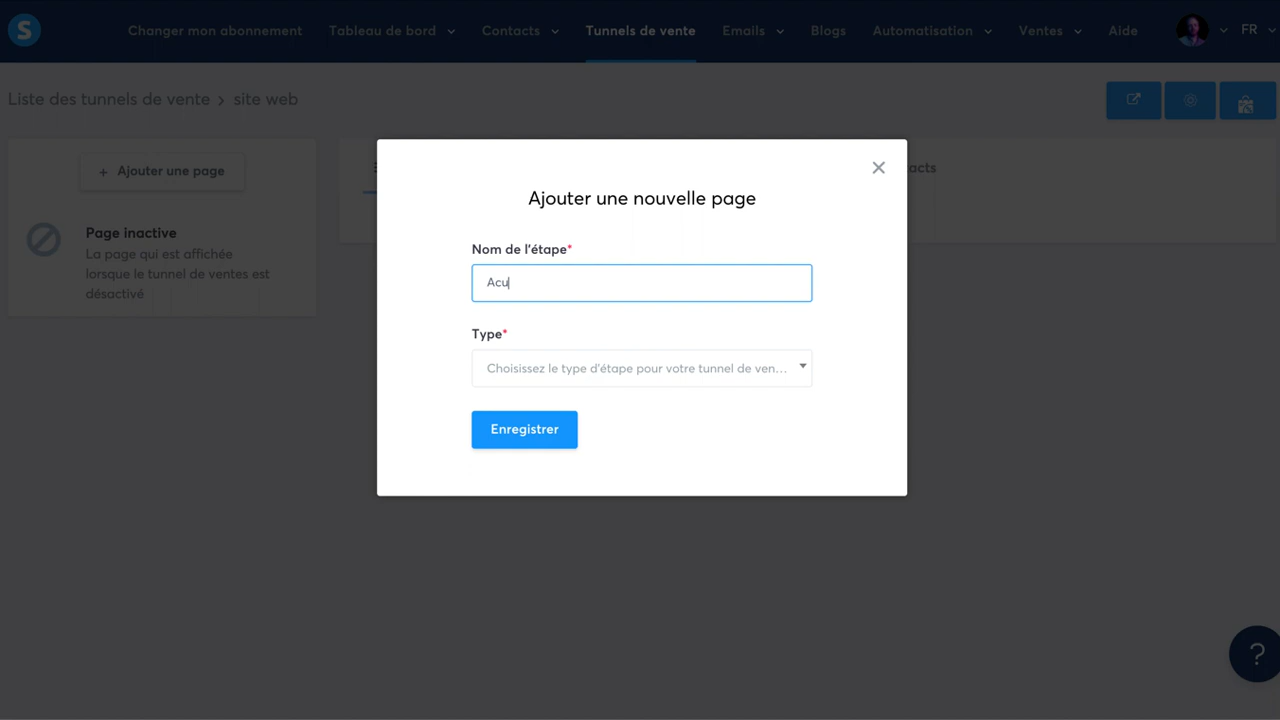 S
Changer mon abonnement
Tableau de bord
Contacts
Tunnels de vente
Emails
Blogs
Automatisation
Ventes
Aide
FR
Liste des tunnels de vente › site web
+ Ajouter une page
Page inactive
La page qui est affichée
lorsque le tunnel de ventes est
désactivé
acts
Ajouter une nouvelle page
Nom de l'étape*
Acu
Type*
Choisissez le type d'étape pour votre tunnel de ven...
Enregistrer
?